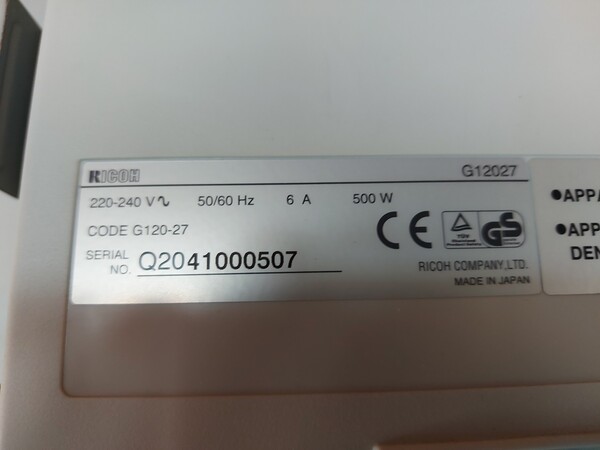 RICOH G12027
220-240 V∿ 50/60 Hz 6 A 500 W
CODE G120-27
SERIAL NO. Q2041000507
CE TÜV GS
RICOH COMPANY,LTD.
MADE IN JAPAN
●APPA
●APP
DEN